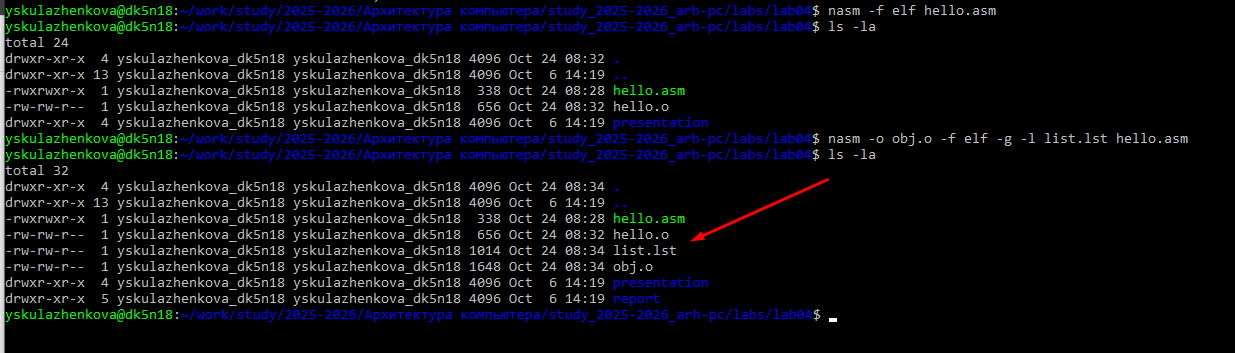 yskulazhenkova@dk5n18:~/work/study/2025-2026/Архитектура компьютера/study_2025-2026_arh-pc/labs/lab04$ nasm -f elf hello.asm
yskulazhenkova@dk5n18:~/work/study/2025-2026/Архитектура компьютера/study_2025-2026_arh-pc/labs/lab04$ ls -la
total 24
drwxr-xr-x  4 yskulazhenkova_dk5n18 yskulazhenkova_dk5n18 4096 Oct 24 08:32 .
drwxr-xr-x 13 yskulazhenkova_dk5n18 yskulazhenkova_dk5n18 4096 Oct  6 14:19 ..
-rwxrwxr-x  1 yskulazhenkova_dk5n18 yskulazhenkova_dk5n18  338 Oct 24 08:28 hello.asm
-rw-rw-r--  1 yskulazhenkova_dk5n18 yskulazhenkova_dk5n18  656 Oct 24 08:32 hello.o
drwxr-xr-x  4 yskulazhenkova_dk5n18 yskulazhenkova_dk5n18 4096 Oct  6 14:19 presentation
yskulazhenkova@dk5n18:~/work/study/2025-2026/Архитектура компьютера/study_2025-2026_arh-pc/labs/lab04$ nasm -o obj.o -f elf -g -l list.lst hello.asm
yskulazhenkova@dk5n18:~/work/study/2025-2026/Архитектура компьютера/study_2025-2026_arh-pc/labs/lab04$ ls -la
total 32
drwxr-xr-x  4 yskulazhenkova_dk5n18 yskulazhenkova_dk5n18 4096 Oct 24 08:34 .
drwxr-xr-x 13 yskulazhenkova_dk5n18 yskulazhenkova_dk5n18 4096 Oct  6 14:19 ..
-rwxrwxr-x  1 yskulazhenkova_dk5n18 yskulazhenkova_dk5n18  338 Oct 24 08:28 hello.asm
-rw-rw-r--  1 yskulazhenkova_dk5n18 yskulazhenkova_dk5n18  656 Oct 24 08:32 hello.o
-rw-rw-r--  1 yskulazhenkova_dk5n18 yskulazhenkova_dk5n18 1014 Oct 24 08:34 list.lst
-rw-rw-r--  1 yskulazhenkova_dk5n18 yskulazhenkova_dk5n18 1648 Oct 24 08:34 obj.o
drwxr-xr-x  4 yskulazhenkova_dk5n18 yskulazhenkova_dk5n18 4096 Oct  6 14:19 presentation
drwxr-xr-x  5 yskulazhenkova_dk5n18 yskulazhenkova_dk5n18 4096 Oct  6 14:19 report
yskulazhenkova@dk5n18:~/work/study/2025-2026/Архитектура компьютера/study_2025-2026_arh-pc/labs/lab04$